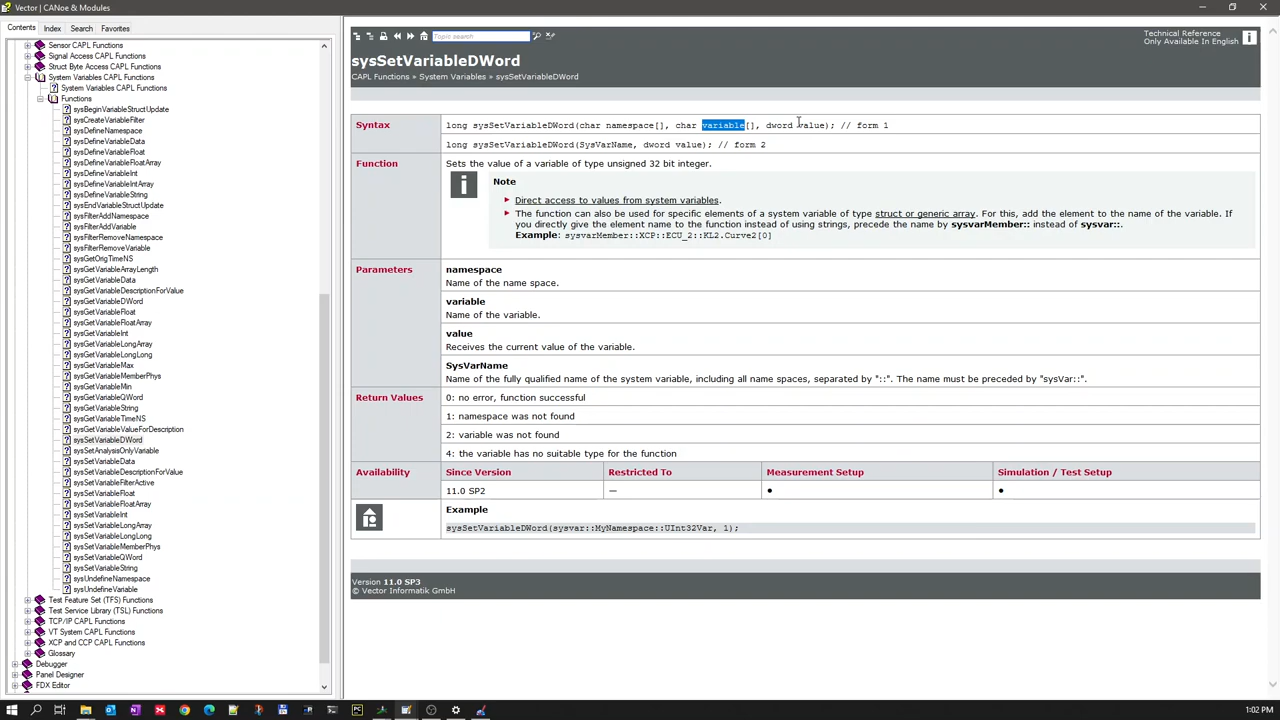 Vector | CANoe & Modules
Contents
Index
Search
Favorites
Sensor CAPL Functions
Signal Access CAPL Functions
Struct Byte Access CAPL Functions
System Variables CAPL Functions
System Variables CAPL Functions
Functions
sysBeginVariableStructUpdate
sysCreateVariableFilter
sysDefineNamespace
sysDefineVariableData
sysDefineVariableFloat
sysDefineVariableFloatArray
sysDefineVariableInt
sysDefineVariableIntArray
sysDefineVariableString
sysEndVariableStructUpdate
sysFilterAddNamespace
sysFilterAddVariable
sysFilterRemoveNamespace
sysFilterRemoveVariable
sysGetOrigTimeNS
sysGetVariableArrayLength
sysGetVariableData
sysGetVariableDescriptionForValue
sysGetVariableDWord
sysGetVariableFloat
sysGetVariableFloatArray
sysGetVariableInt
sysGetVariableLongArray
sysGetVariableLongLong
sysGetVariableMax
sysGetVariableMemberPhys
sysGetVariableMin
sysGetVariableQWord
sysGetVariableString
sysGetVariableTimeNS
sysGetVariableValueForDescription
sysSetVariableDWord
sysSetAnalysisOnlyVariable
sysSetVariableData
sysSetVariableDescriptionForValue
sysSetVariableFilterActive
sysSetVariableFloat
sysSetVariableFloatArray
sysSetVariableInt
sysSetVariableLongArray
sysSetVariableLongLong
sysSetVariableMemberPhys
sysSetVariableQWord
sysSetVariableString
sysUndefineNamespace
sysUndefineVariable
Test Feature Set (TFS) Functions
Test Service Library (TSL) Functions
TCP/IP CAPL Functions
VT System CAPL Functions
XCP and CCP CAPL Functions
Glossary
Debugger
Panel Designer
FDX Editor
Topic search
Technical Reference
Only Available In English
sysSetVariableDWord
CAPL Functions » System Variables » sysSetVariableDWord
Syntax
long sysSetVariableDWord(char namespace[], char variable[], dword value); // form 1
long sysSetVariableDWord(SysVarName, dword value); // form 2
Function
Sets the value of a variable of type unsigned 32 bit integer.
Note
Direct access to values from system variables.
The function can also be used for specific elements of a system variable of type struct or generic array. For this, add the element to the name of the variable. If
you directly give the element name to the function instead of using strings, precede the name by sysvarMember:: instead of sysvar::.
Example: sysvarMember::XCP::ECU_2::KL2.Curve2[0]
Parameters
namespace
Name of the name space.
variable
Name of the variable.
value
Receives the current value of the variable.
SysVarName
Name of the fully qualified name of the system variable, including all name spaces, separated by "::". The name must be preceded by "sysVar::".
Return Values
0: no error, function successful
1: namespace was not found
2: variable was not found
4: the variable has no suitable type for the function
Availability
Since Version
Restricted To
Measurement Setup
Simulation / Test Setup
11.0 SP2
—
●
●
Example
sysSetVariableDWord(sysvar::MyNamespace::UInt32Var, 1);
Version 11.0 SP3
© Vector Informatik GmbH
1:02 PM